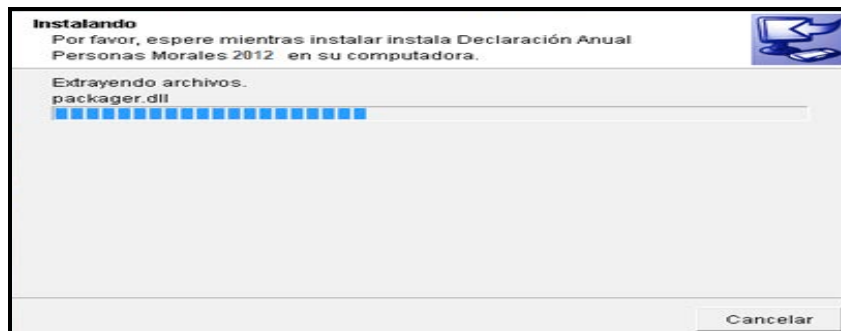 Instalando
Por favor, espere mientras instalar instala Declaración Anual
Personas Morales 2012 en su computadora.
Extrayendo archivos.
packager.dll
Cancelar